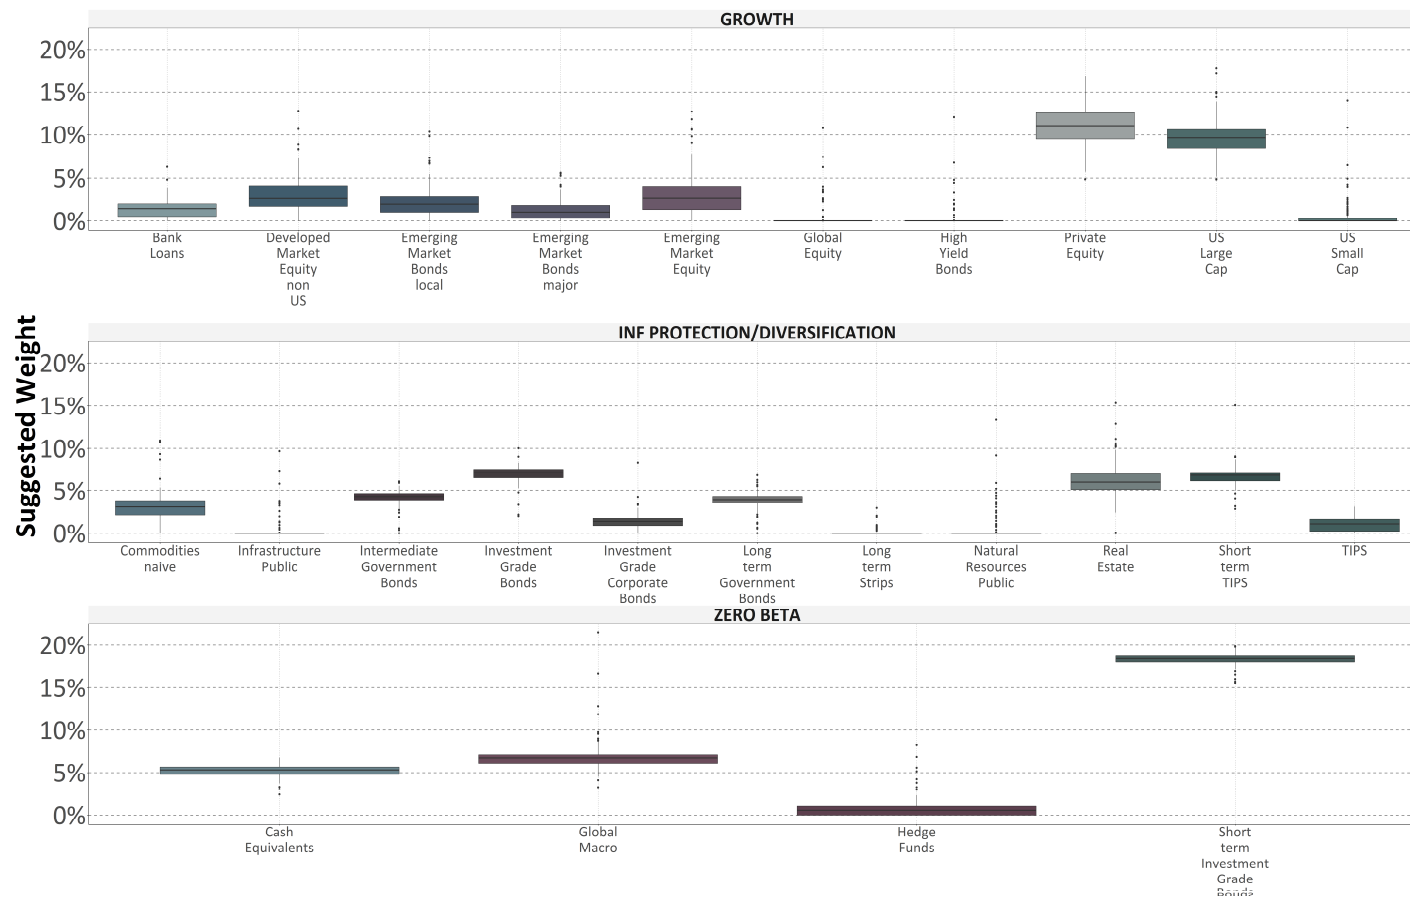 GROWTH
20%
15%
10%
5%
0%
Bank Developed Emerging Emerging Emerging Global High Private US US
Loans Market Market Market Market Equity Yield Equity Large Small
Equity Bonds Bonds Equity Bonds Cap Cap
non local major
US
Suggested Weight
INF PROTECTION/DIVERSIFICATION
20%
15%
10%
5%
0%
Commodities Infrastructure Intermediate Investment Investment Long Long Natural Real Short TIPS
naive Public Government Grade Grade term term Resources Estate term
Bonds Bonds Corporate Government Strips Public TIPS
Bonds Bonds
ZERO BETA
20%
15%
10%
5%
0%
Cash Global Hedge Short
Equivalents Macro Funds term
Investment
Grade
Bonds